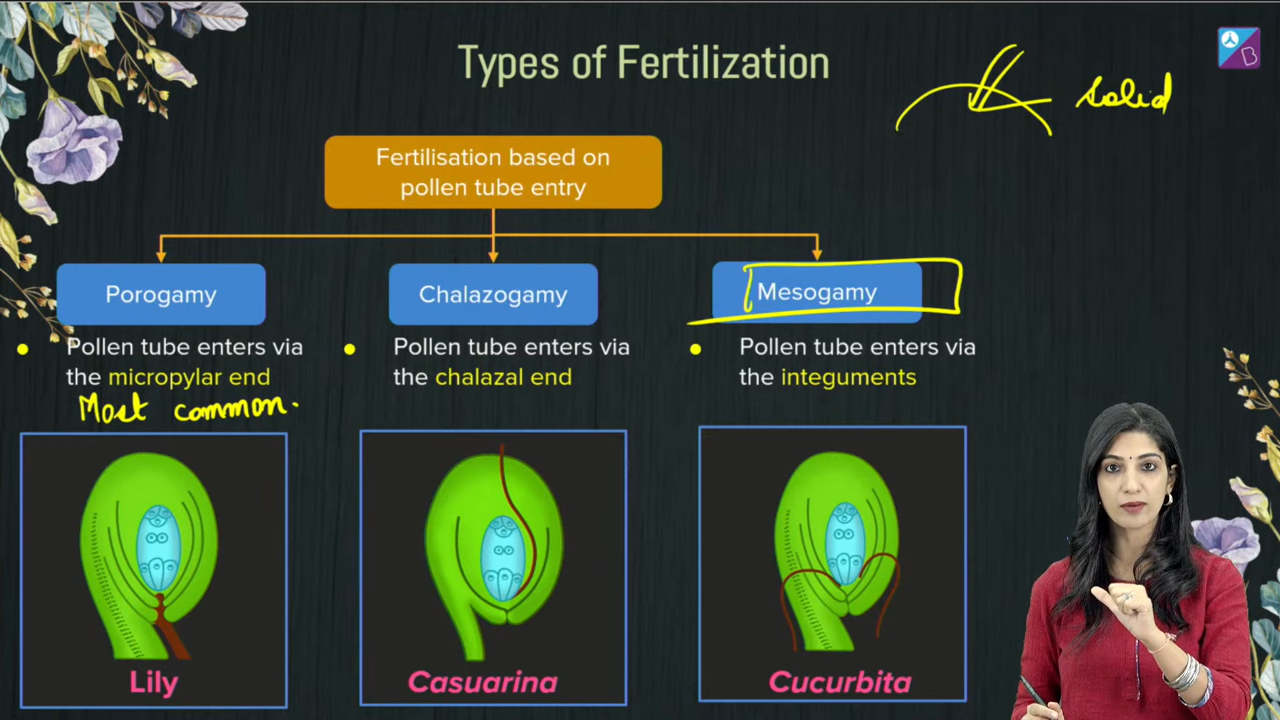 Types of Fertilization
solid
Fertilisation based on
pollen tube entry
Porogamy
Chalazogamy
Mesogamy
Pollen tube enters via
the micropylar end
Most common.
Pollen tube enters via
the chalazal end
Pollen tube enters via
the integuments
Lily
Casuarina
Cucurbita
B